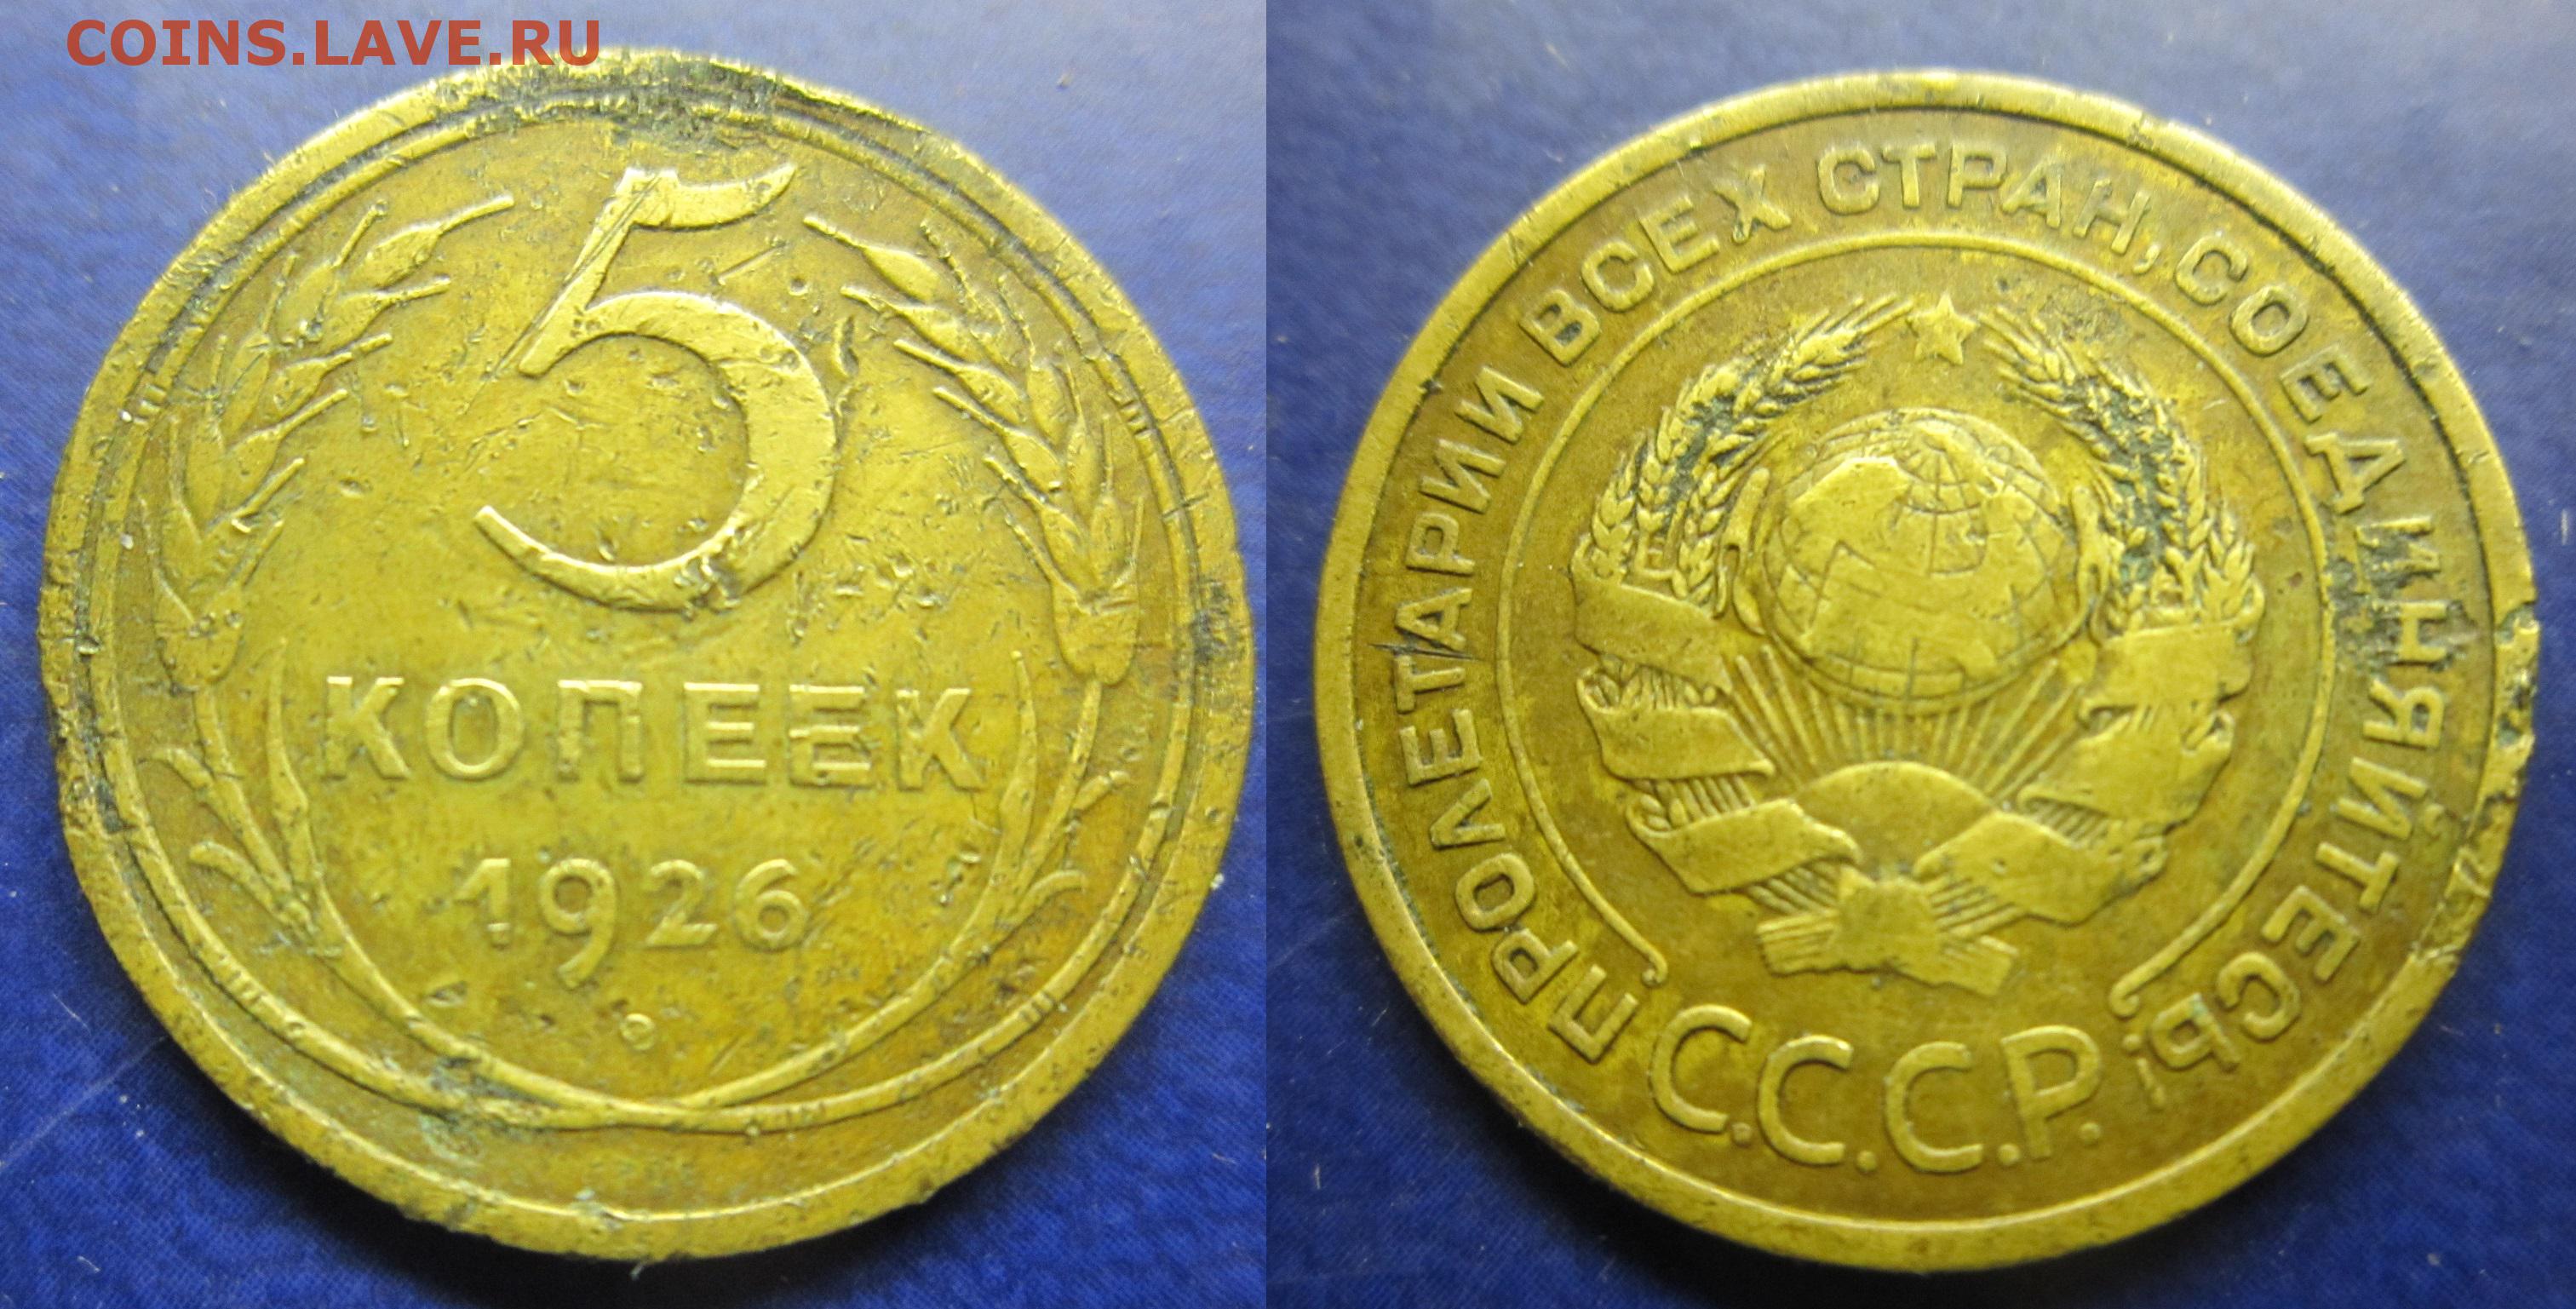 COINS.LAVE.RU
5
КОПЕЕК
1926
ПРОЛЕТАРИИ ВСЕХ СТРАН, СОЕДИНЯЙТЕСЬ!
С.С.С.Р.